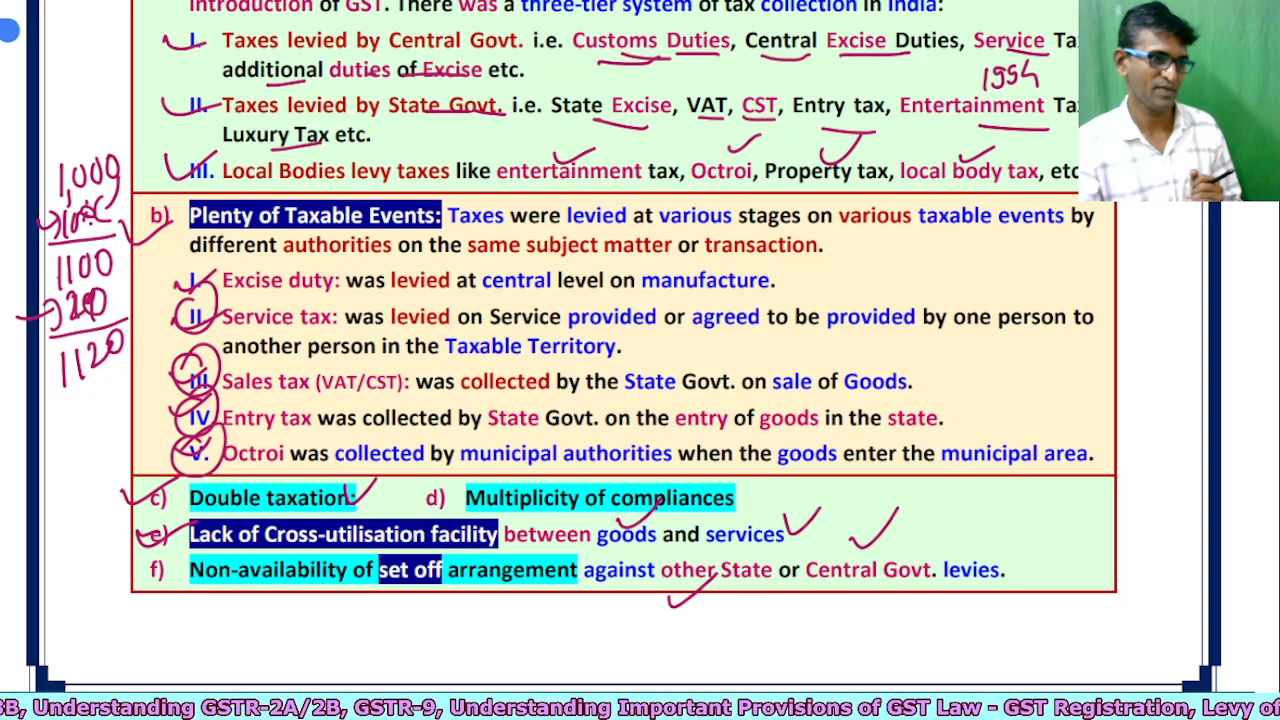 introduction of GST. There was a three-tier system of tax collection in India:
I. Taxes levied by Central Govt. i.e. Customs Duties, Central Excise Duties, Service Ta
additional duties of Excise etc.
1994
II. Taxes levied by State Govt. i.e. State Excise, VAT, CST, Entry tax, Entertainment Ta
Luxury Tax etc.
III. Local Bodies levy taxes like entertainment tax, Octroi, Property tax, local body tax, etc
1,000
1100
200
1120
b) Plenty of Taxable Events: Taxes were levied at various stages on various taxable events by
different authorities on the same subject matter or transaction.
I. Excise duty: was levied at central level on manufacture.
II. Service tax: was levied on Service provided or agreed to be provided by one person to
another person in the Taxable Territory.
III. Sales tax (VAT/CST): was collected by the State Govt. on sale of Goods.
IV. Entry tax was collected by State Govt. on the entry of goods in the state.
V. Octroi was collected by municipal authorities when the goods enter the municipal area.
c) Double taxation: d) Multiplicity of compliances
e) Lack of Cross-utilisation facility between goods and services
f) Non-availability of set off arrangement against other State or Central Govt. levies.
3B, Understanding GSTR-2A/2B, GSTR-9, Understanding Important Provisions of GST Law - GST Registration, Levy of